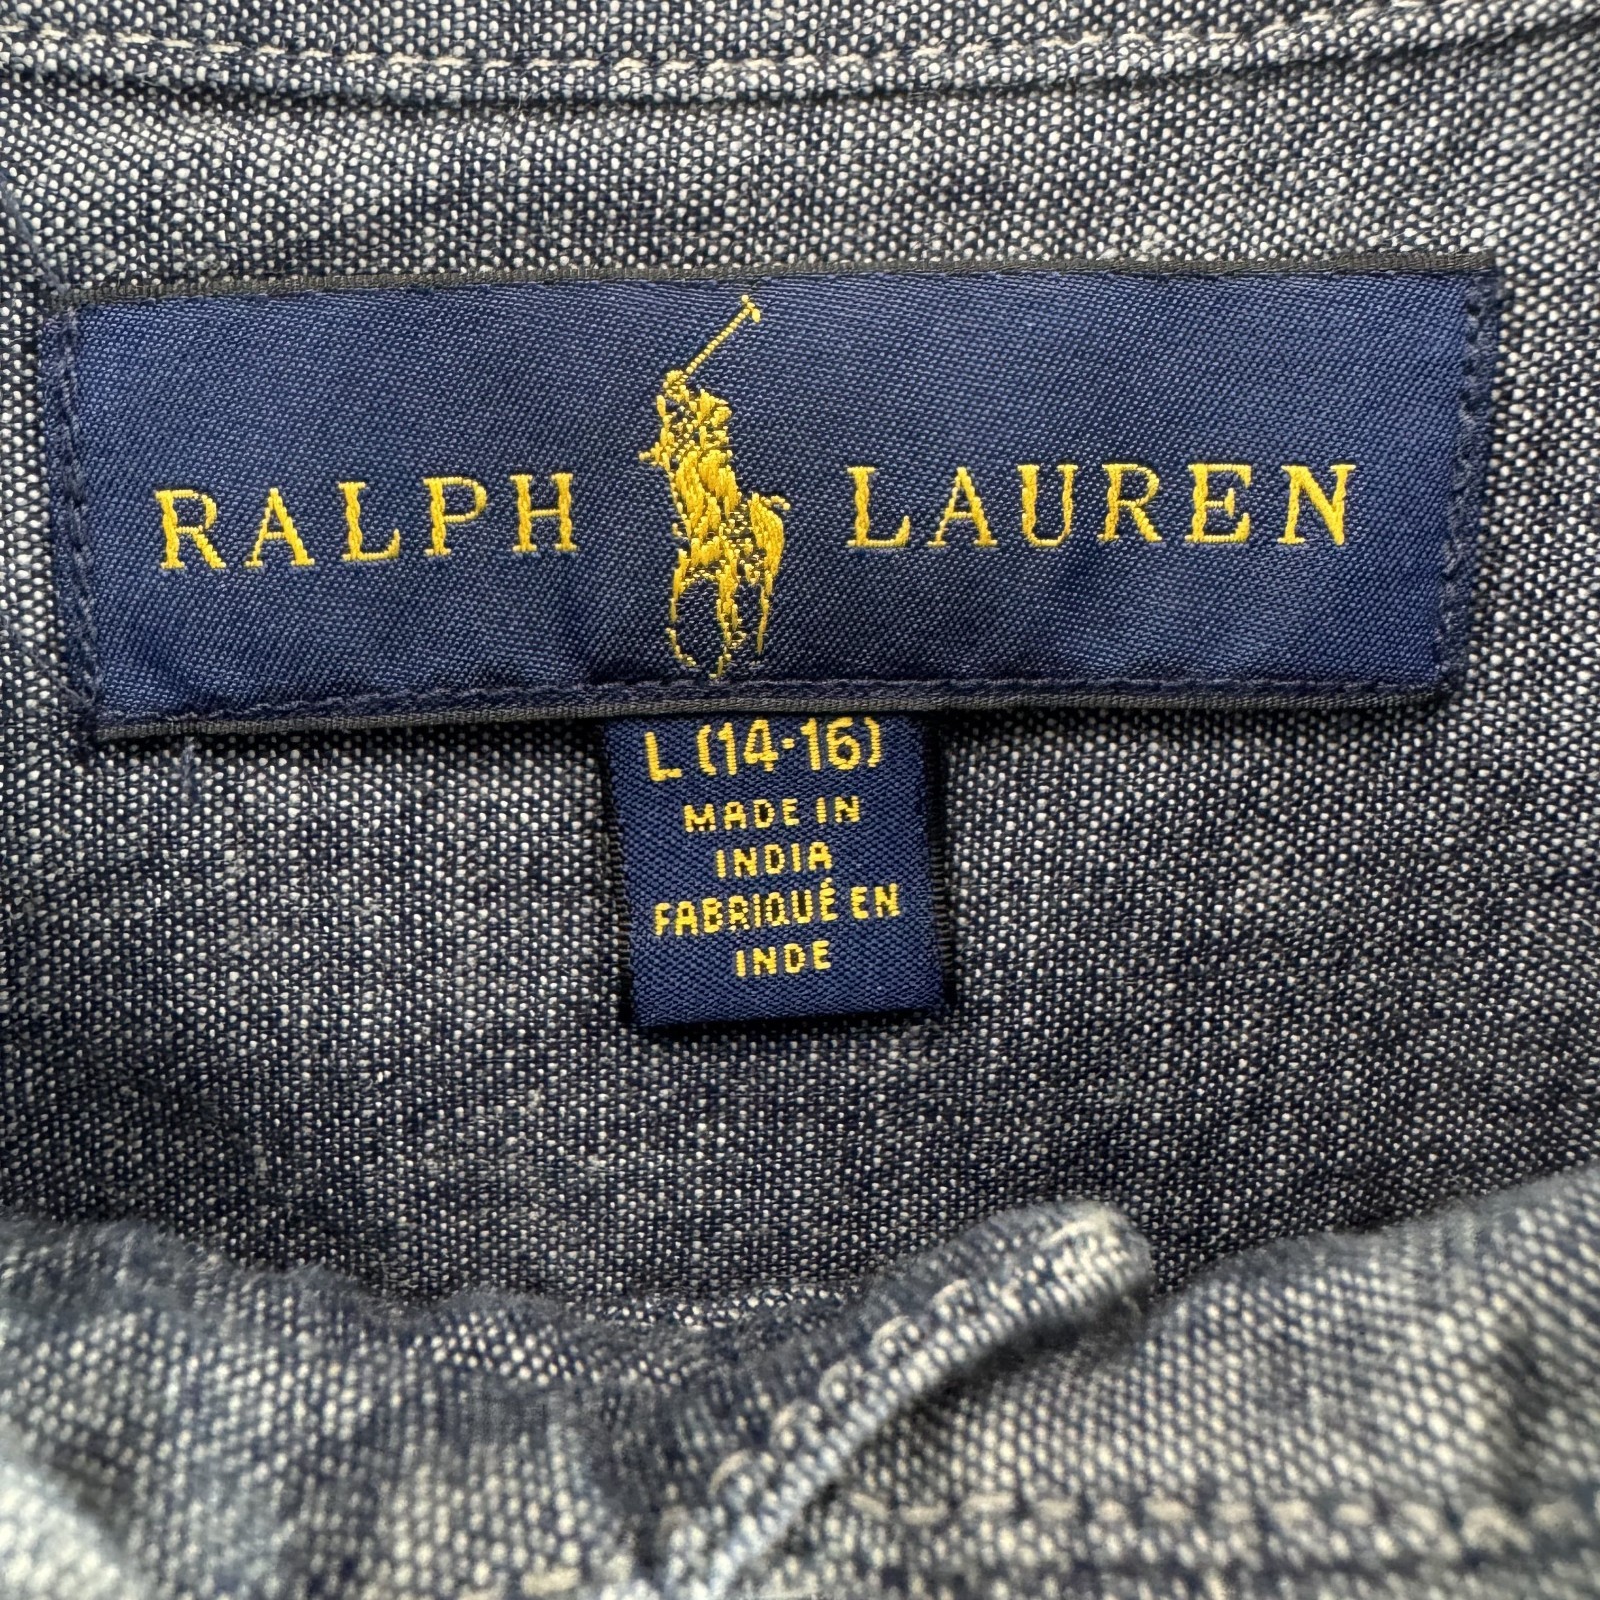 RALPH LAUREN
L (14-16)
MADE IN
INDIA
FABRIQUÉ EN
INDE